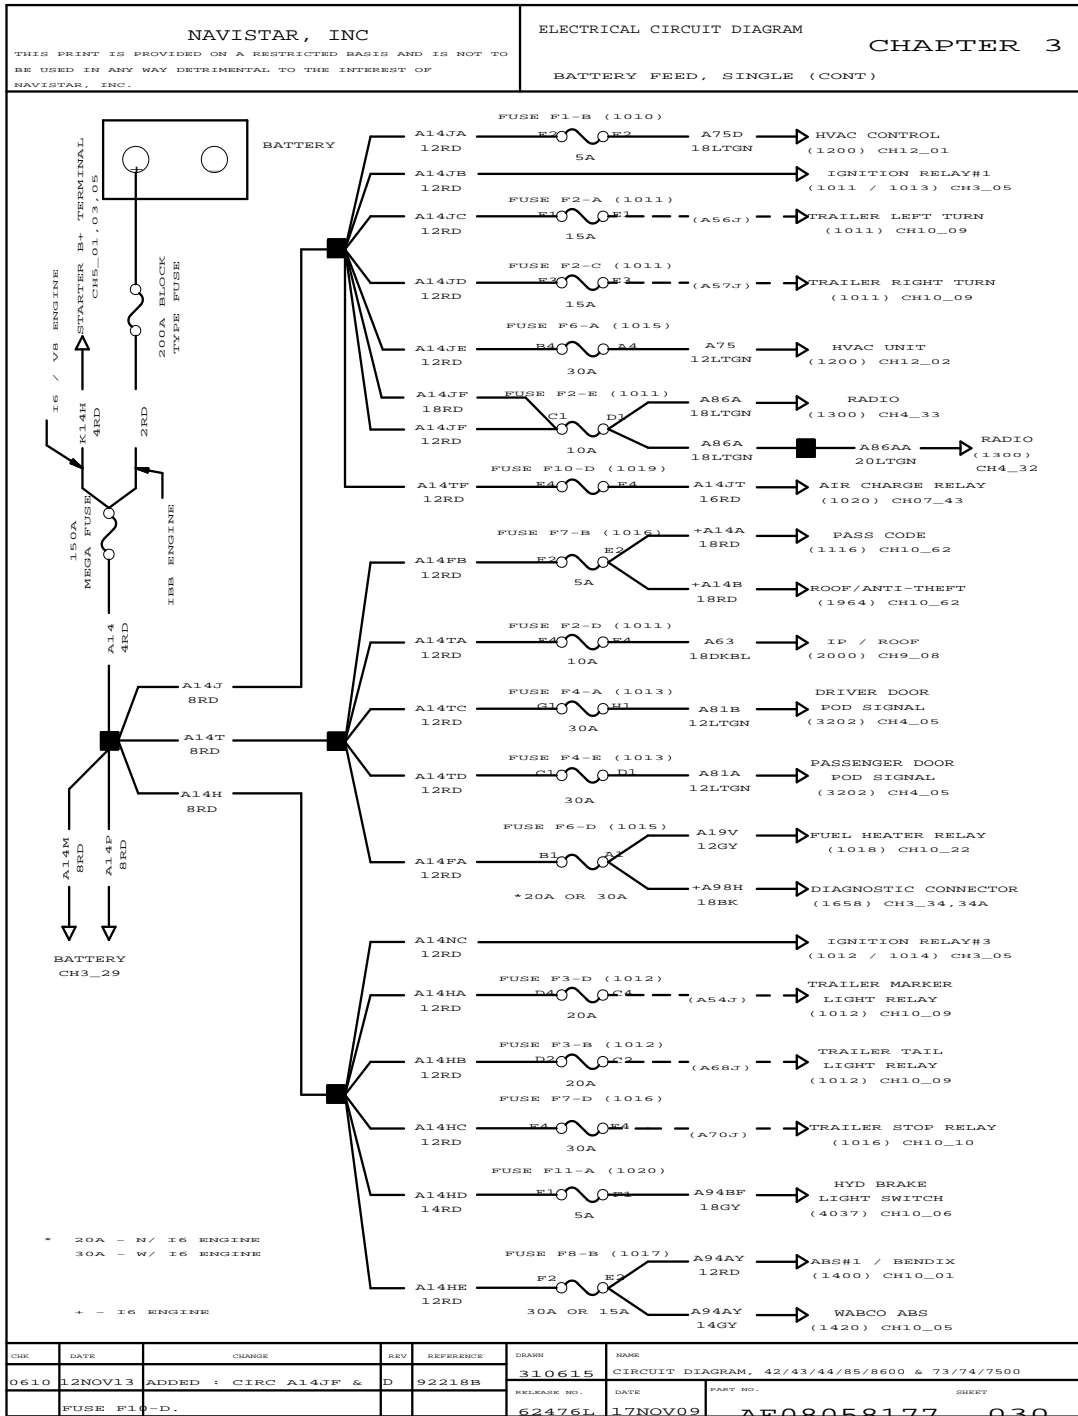 NAVISTAR, INC
THIS PRINT IS PROVIDED ON A RESTRICTED BASIS AND IS NOT TO
BE USED IN ANY WAY DETRIMENTAL TO THE INTEREST OF
NAVISTAR, INC.
ELECTRICAL CIRCUIT DIAGRAM
CHAPTER 3
BATTERY FEED, SINGLE (CONT)
BATTERY
STARTER B+ TERMINAL
CH5_01,03,05
I6 / V8 ENGINE
K14H
4RD
200A BLOCK
TYPE FUSE
2RD
150A
MEGA FUSE
IBB ENGINE
A14
4RD
A14J
8RD
A14T
8RD
A14H
8RD
A14M
8RD
A14P
8RD
BATTERY
CH3_29
FUSE F1-B (1010)
A14JA
12RD
5A
A75D
18LTGN
HVAC CONTROL
(1200) CH12_01
A14JB
12RD
IGNITION RELAY#1
(1011 / 1013) CH3_05
FUSE F2-A (1011)
A14JC
12RD
15A
(A56J)
TRAILER LEFT TURN
(1011) CH10_09
FUSE F2-C (1011)
A14JD
12RD
E3
E3
15A
(A57J)
TRAILER RIGHT TURN
(1011) CH10_09
FUSE F6-A (1015)
A14JE
12RD
B4
A4
30A
A75
12LTGN
HVAC UNIT
(1200) CH12_02
FUSE F2-E (1011)
A14JF
18RD
A14JF
12RD
C1
D1
10A
A86A
18LTGN
RADIO
(1300) CH4_33
A86A
18LTGN
A86AA
20LTGN
RADIO
(1300)
CH4_32
FUSE F10-D (1019)
A14TF
12RD
10A
A14JT
16RD
AIR CHARGE RELAY
(1020) CH07_43
FUSE F7-B (1016)
A14FB
12RD
F2
E2
5A
+A14A
18RD
PASS CODE
(1116) CH10_62
+A14B
18RD
ROOF/ANTI-THEFT
(1964) CH10_62
FUSE F2-D (1011)
A14TA
12RD
10A
A63
18DKBL
IP / ROOF
(2000) CH9_08
FUSE F4-A (1013)
A14TC
12RD
G1
H1
30A
A81B
12LTGN
DRIVER DOOR
POD SIGNAL
(3202) CH4_05
FUSE F4-E (1013)
A14TD
12RD
C1
D1
30A
A81A
12LTGN
PASSENGER DOOR
POD SIGNAL
(3202) CH4_05
FUSE F6-D (1015)
A14FA
12RD
B1
A1
*20A OR 30A
A19V
12GY
FUEL HEATER RELAY
(1018) CH10_22
+A98H
18BK
DIAGNOSTIC CONNECTOR
(1658) CH3_34,34A
A14NC
12RD
IGNITION RELAY#3
(1012 / 1014) CH3_05
FUSE F3-D (1012)
A14HA
12RD
D4
C4
20A
(A54J)
TRAILER MARKER
LIGHT RELAY
(1012) CH10_09
FUSE F3-B (1012)
A14HB
12RD
D2
C2
20A
(A68J)
TRAILER TAIL
LIGHT RELAY
(1012) CH10_09
FUSE F7-D (1016)
A14HC
12RD
30A
(A70J)
TRAILER STOP RELAY
(1016) CH10_10
FUSE F11-A (1020)
A14HD
14RD
5A
A94BF
18GY
HYD BRAKE
LIGHT SWITCH
(4037) CH10_06
FUSE F8-B (1017)
A14HE
12RD
F2
E2
30A OR 15A
A94AY
12RD
ABS#1 / BENDIX
(1400) CH10_01
A94AY
14GY
WABCO ABS
(1420) CH10_05
* 20A - N/ I6 ENGINE
30A - W/ I6 ENGINE
+ - I6 ENGINE
CHK DATE CHANGE REV REFERENCE
0610 12NOV13 ADDED : CIRC A14JF & D 92218B
FUSE F10-D.
DRAWN
310615
NAME
CIRCUIT DIAGRAM, 42/43/44/85/8600 & 73/74/7500
RELEASE NO.
62476L
DATE
17NOV09
PART NO.
SHEET
AF08058177 030